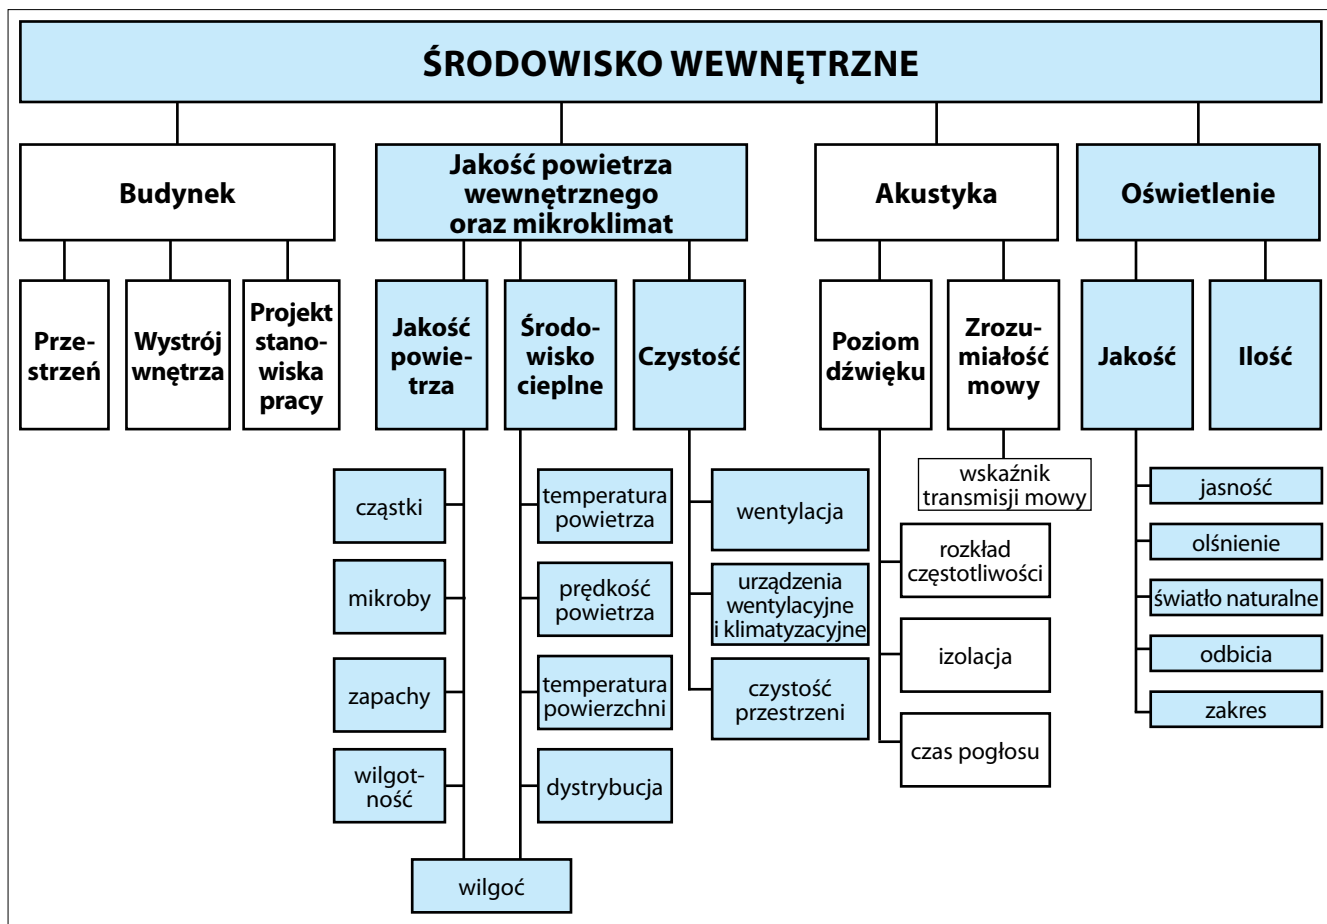 ŚRODOWISKO WEWNĘTRZNE
Budynek
Jakość powietrza
wewnętrznego
oraz mikroklimat
Akustyka
Oświetlenie
Prze-
strzeń
Wystrój
wnętrza
Projekt
stano-
wiska
pracy
Jakość
powie-
trza
Środo-
wisko
cieplne
Czystość
Poziom
dźwięku
Zrozu-
miałość
mowy
Jakość
Ilość
cząstki
mikroby
zapachy
wilgot-
ność
temperatura
powietrza
prędkość
powietrza
temperatura
powierzchni
dystrybucja
wilgoć
wentylacja
urządzenia
wentylacyjne
i klimatyzacyjne
czystość
przestrzeni
wskaźnik
transmisji mowy
rozkład
częstotliwości
izolacja
czas pogłosu
jasność
olśnienie
światło naturalne
odbicia
zakres